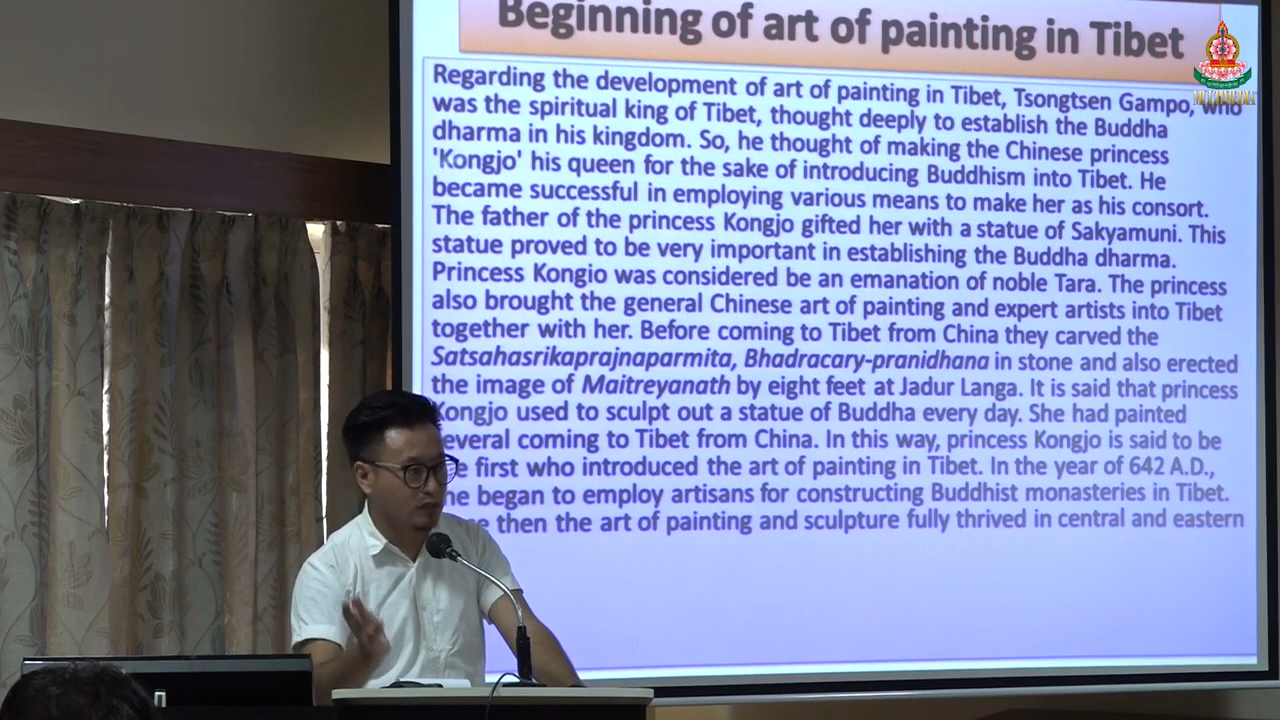 Beginning of art of painting in Tibet
Regarding the development of art of painting in Tibet, Tsongtsen Gampo, who
was the spiritual king of Tibet, thought deeply to establish the Buddha
dharma in his kingdom. So, he thought of making the Chinese princess
'Kongjo' his queen for the sake of introducing Buddhism into Tibet. He
became successful in employing various means to make her as his consort.
The father of the princess Kongjo gifted her with a statue of Sakyamuni. This
statue proved to be very important in establishing the Buddha dharma.
Princess Kongjo was considered be an emanation of noble Tara. The princess
also brought the general Chinese art of painting and expert artists into Tibet
together with her. Before coming to Tibet from China they carved the
Satsahasrikaprajnaparmita, Bhadracary-pranidhana in stone and also erected
the image of Maitreyanath by eight feet at Jadur Langa. It is said that princess
Kongjo used to sculpt out a statue of Buddha every day. She had painted
several coming to Tibet from China. In this way, princess Kongjo is said to be
first who introduced the art of painting in Tibet. In the year of 642 A.D.,
began to employ artisans for constructing Buddhist monasteries in Tibet.
then the art of painting and sculpture fully thrived in central and eastern